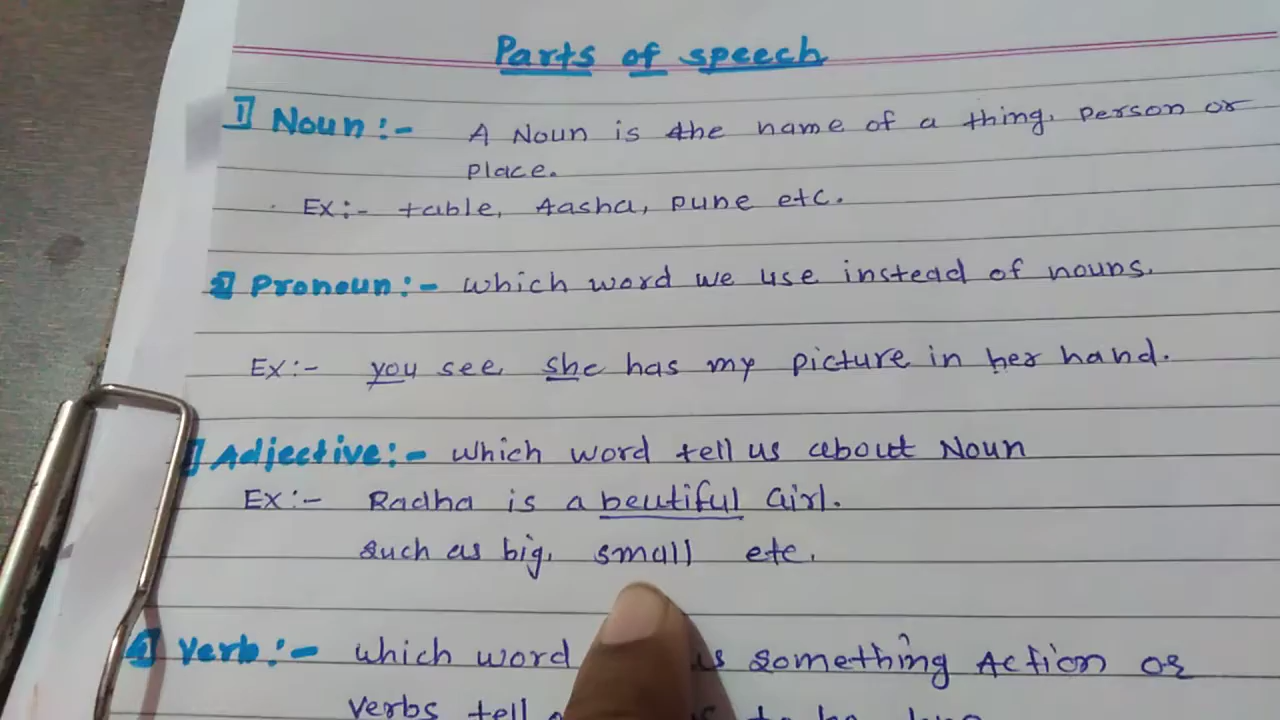 Parts of speech
1] Noun:- A Noun is the name of a thing, person or
place.
Ex:- table, Aasha, pune etc.
2] Pronoun:- which word we use instead of nouns.
Ex:- you see, she has my picture in her hand.
] Adjective:- which word tell us about Noun
Ex:- Radha is a beutiful Girl.
such as big, small etc.
4] Verb:- which word something Action or
verbs tell to be